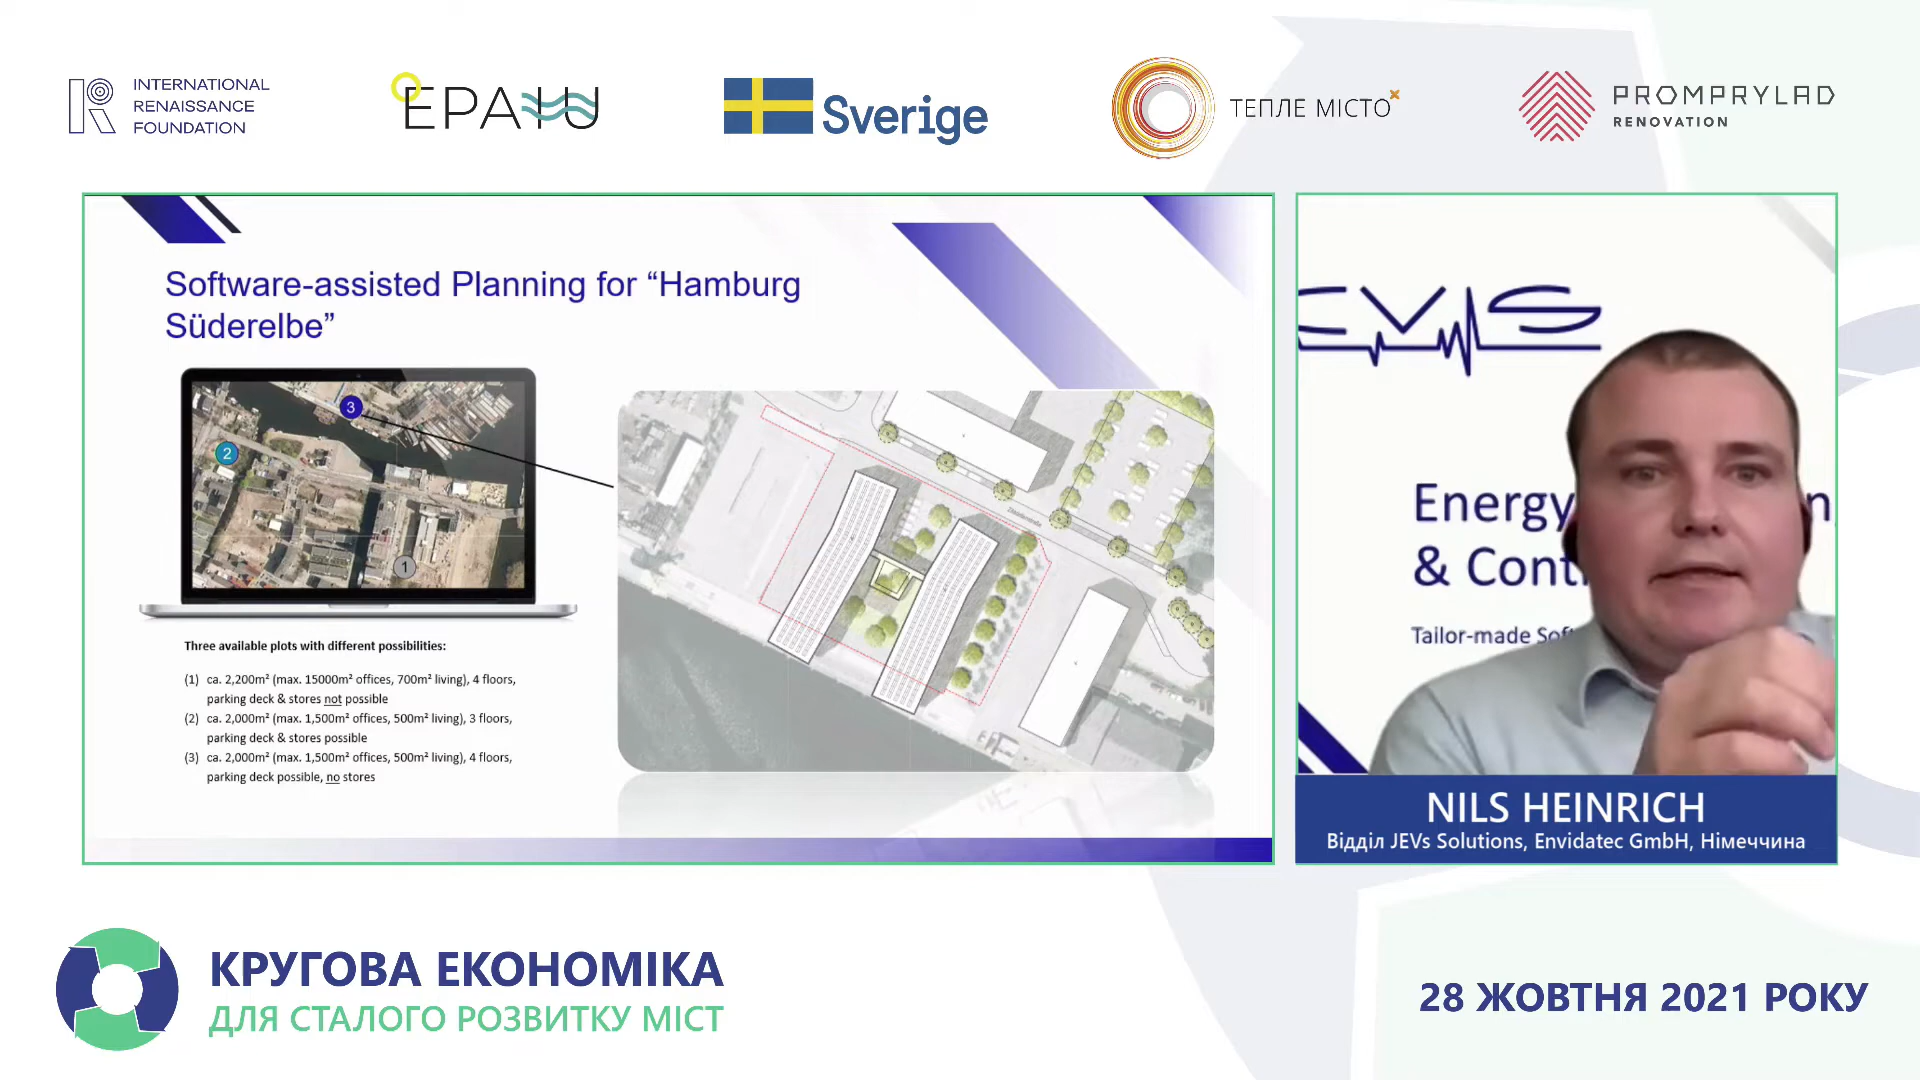 INTERNATIONAL
RENAISSANCE
FOUNDATION
EPAIU
Sverige
ТЕПЛЕ МІСТО
PROMPRYLAD
RENOVATION
Software-assisted Planning for “Hamburg
Süderelbe”
3
2
1
Three available plots with different possibilities:
(1) ca. 2,200m² (max. 15000m² offices, 700m² living), 4 floors,
parking deck & stores not possible
(2) ca. 2,000m² (max. 1,500m² offices, 500m² living), 3 floors,
parking deck & stores possible
(3) ca. 2,000m² (max. 1,500m² offices, 500m² living), 4 floors,
parking deck possible, no stores
Energy
& Cont
Tailor-made
NILS HEINRICH
Відділ JEVs Solutions, Envidatec GmbH, Німеччина
КРУГОВА ЕКОНОМІКА
ДЛЯ СТАЛОГО РОЗВИТКУ МІСТ
28 ЖОВТНЯ 2021 РОКУ